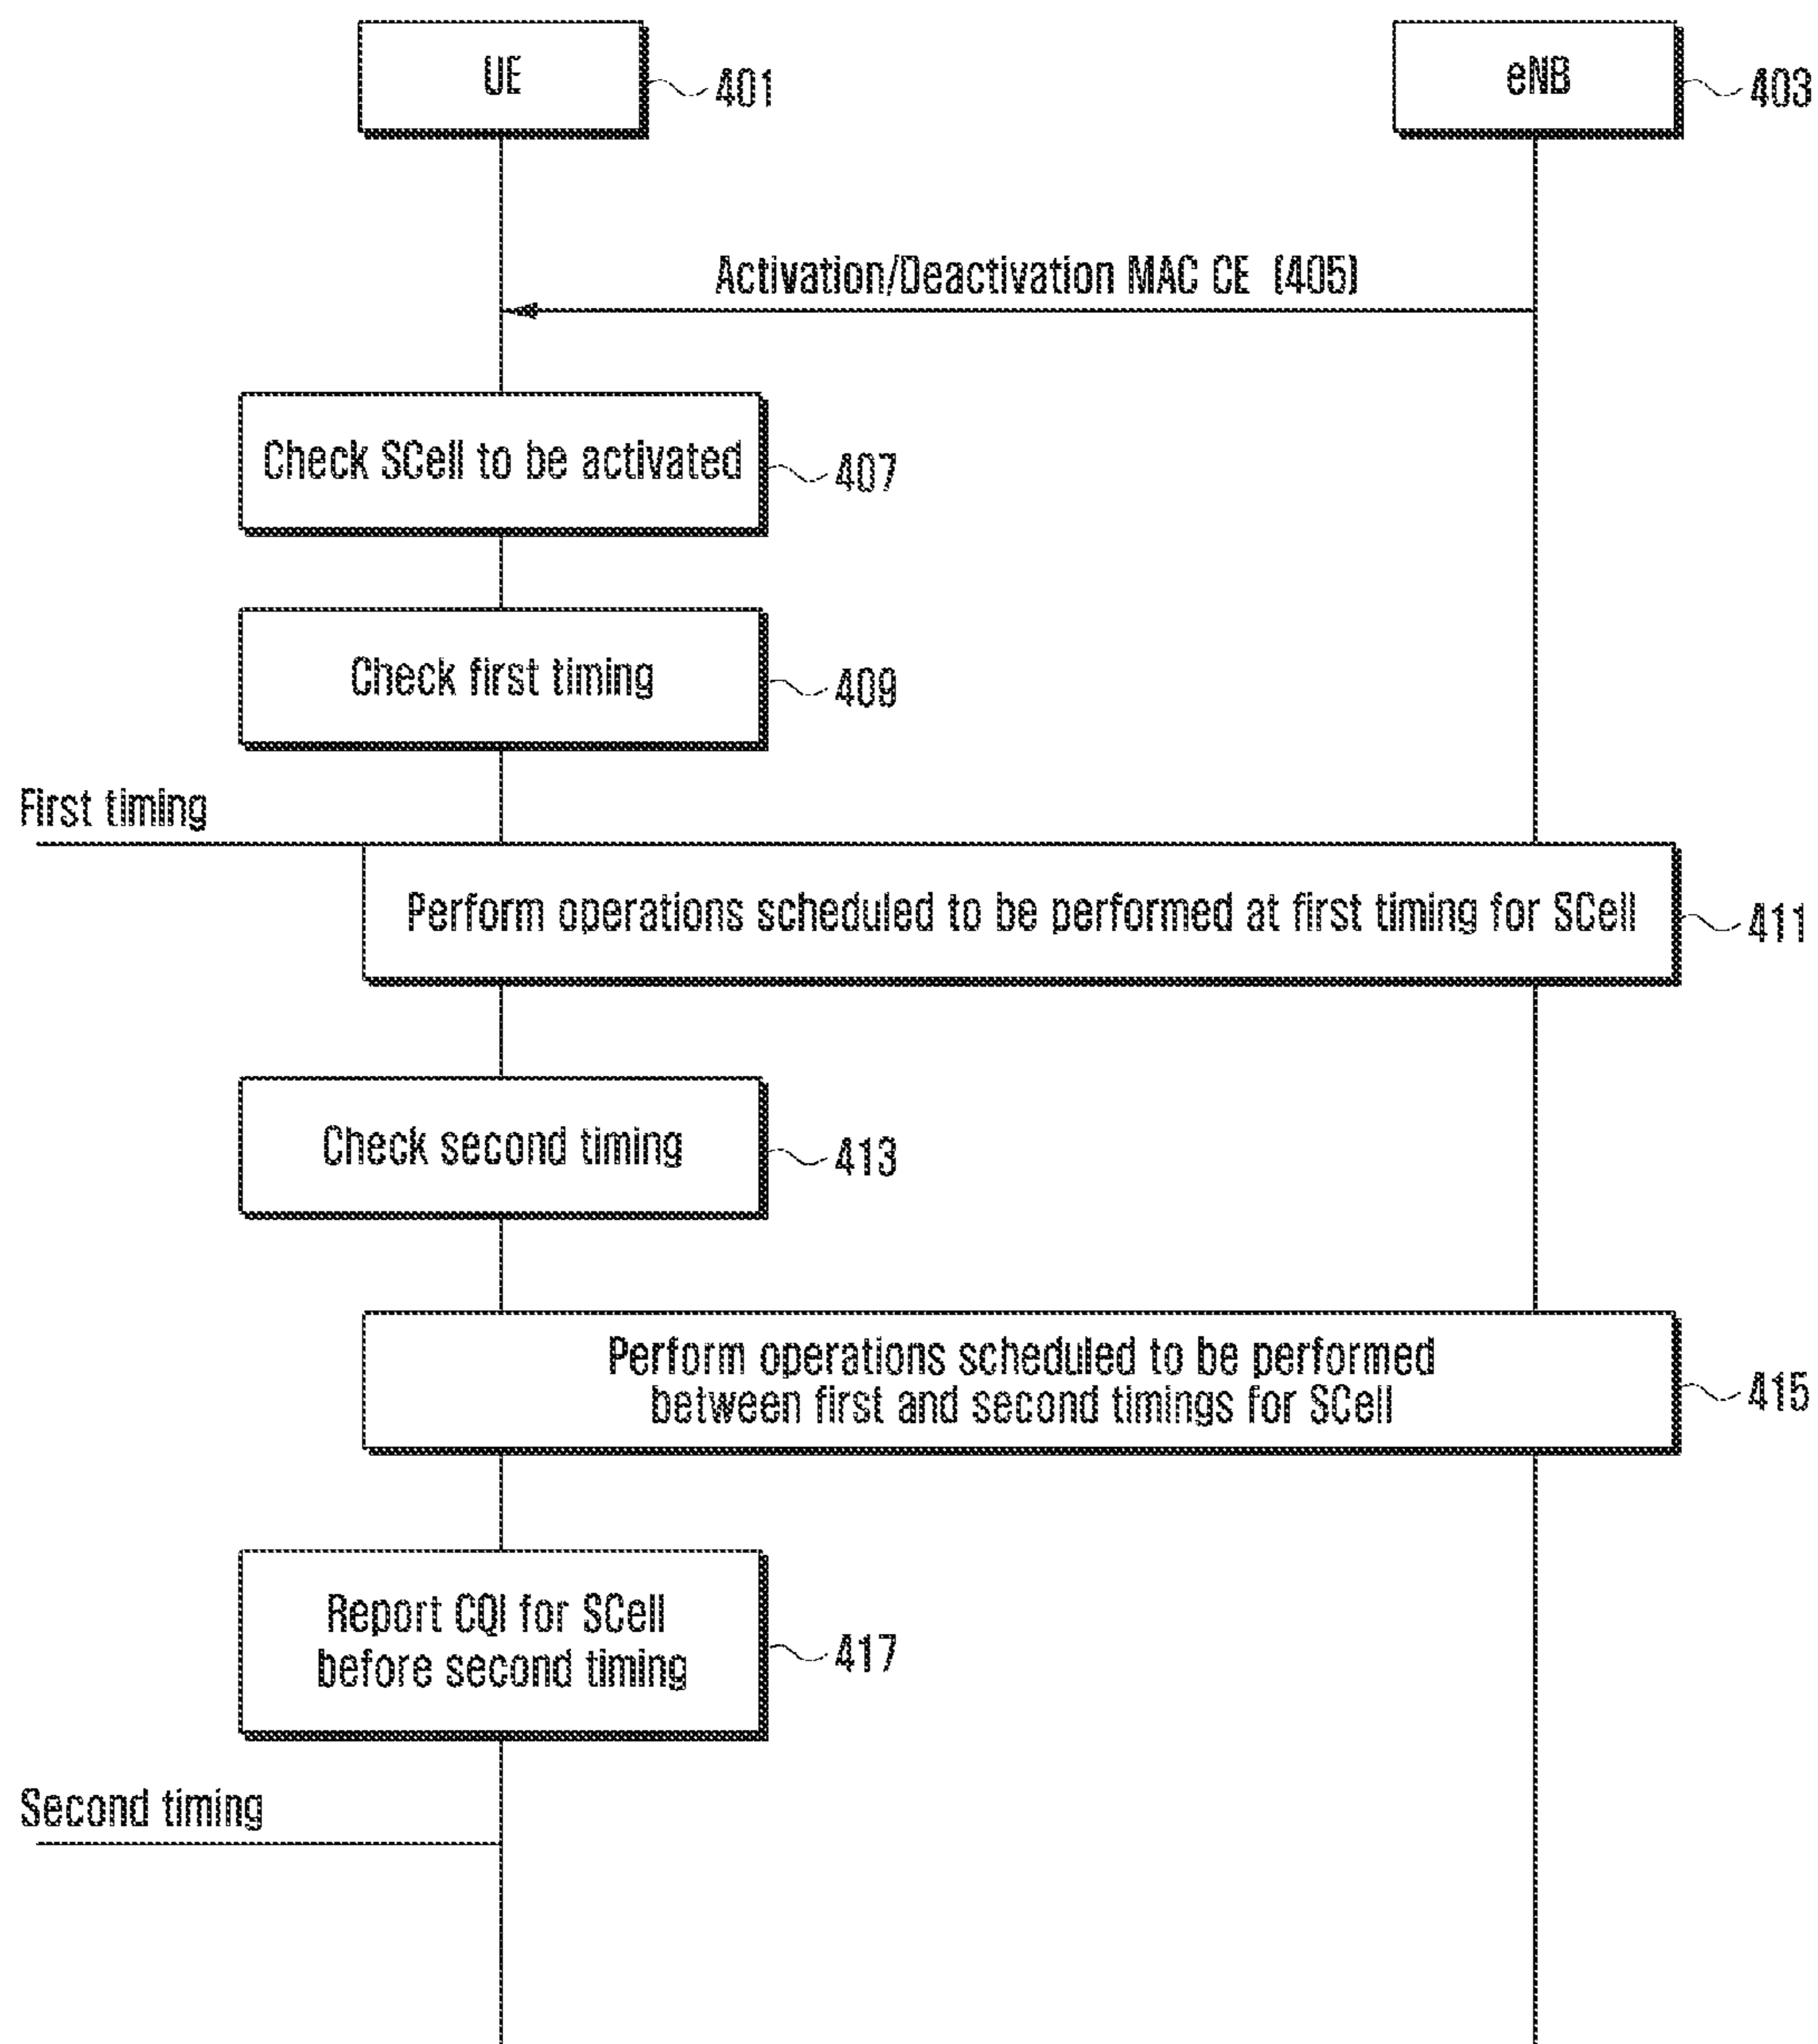 UE
401
eNB
403
Activation/Deactivation MAC CE (405)
Check SCell to be activated
407
Check first timing
409
First timing
Perform operations scheduled to be performed at first timing for SCell
411
Check second timing
413
Perform operations scheduled to be performed
between first and second timings for SCell
415
Report CQI for SCell
before second timing
417
Second timing